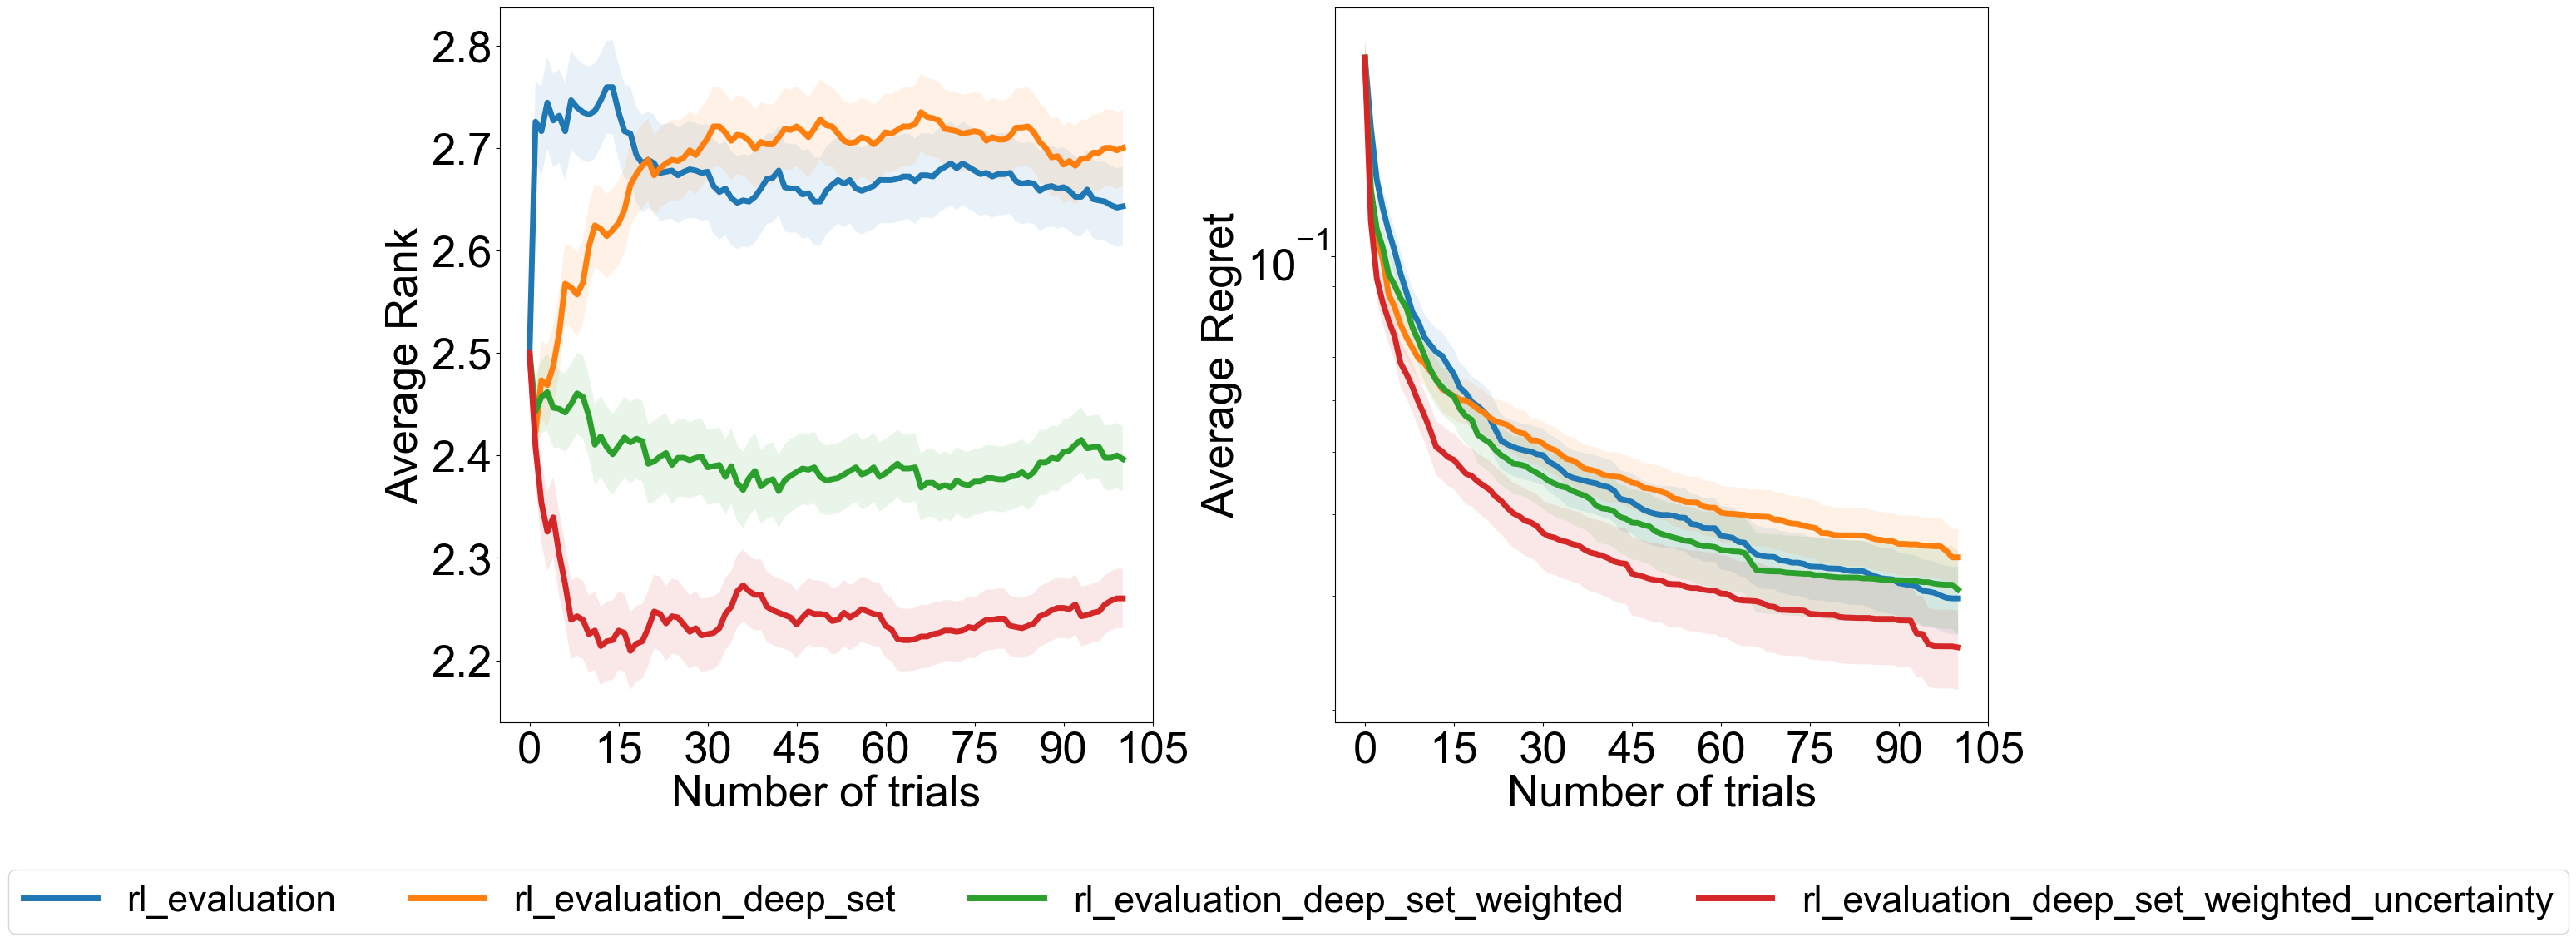 Average Rank
2.8
2.7
2.6
2.5
2.4
2.3
2.2
0 15 30 45 60 75 90 105
Number of trials
Average Regret
10^{-1}
0 15 30 45 60 75 90 105
Number of trials
rl_evaluation rl_evaluation_deep_set rl_evaluation_deep_set_weighted rl_evaluation_deep_set_weighted_uncertainty